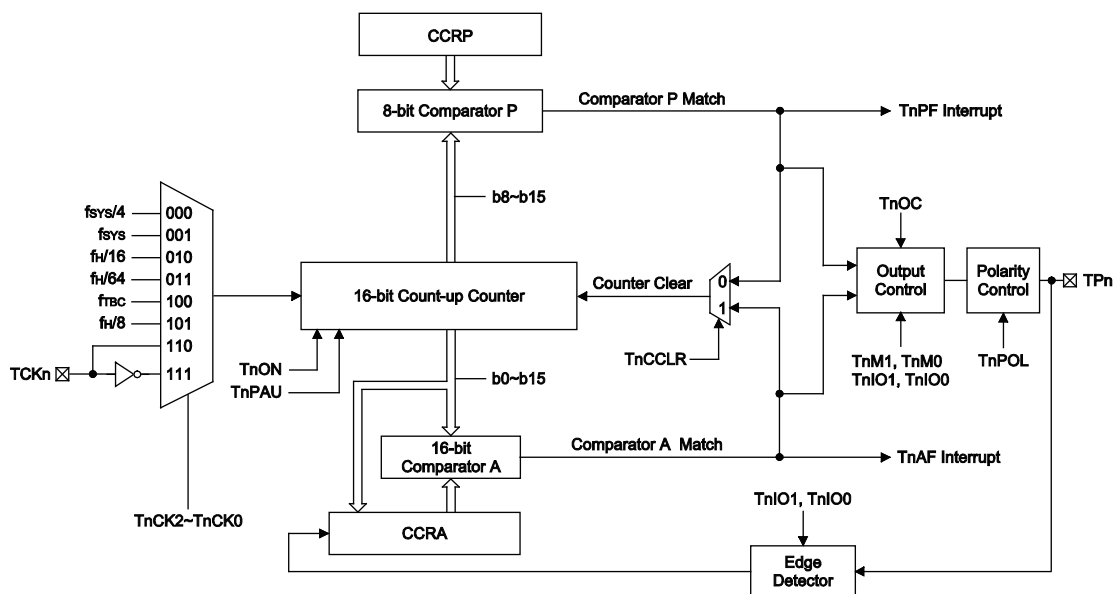 CCRP
8-bit Comparator P
Comparator P Match
TnPF Interrupt
b8~b15
fSYS/4
000
fSYS
001
fH/16
010
fH/64
011
fTBC
100
fH/8
101
110
TCKn
111
16-bit Count-up Counter
Counter Clear
0
1
TnOC
Output
Control
Polarity
Control
TPn
TnON
TnPAU
b0~b15
TnCCLR
TnM1, TnM0
TnIO1, TnIO0
TnPOL
16-bit
Comparator A
Comparator A Match
TnAF Interrupt
TnCK2~TnCK0
CCRA
TnIO1, TnIO0
Edge
Detector